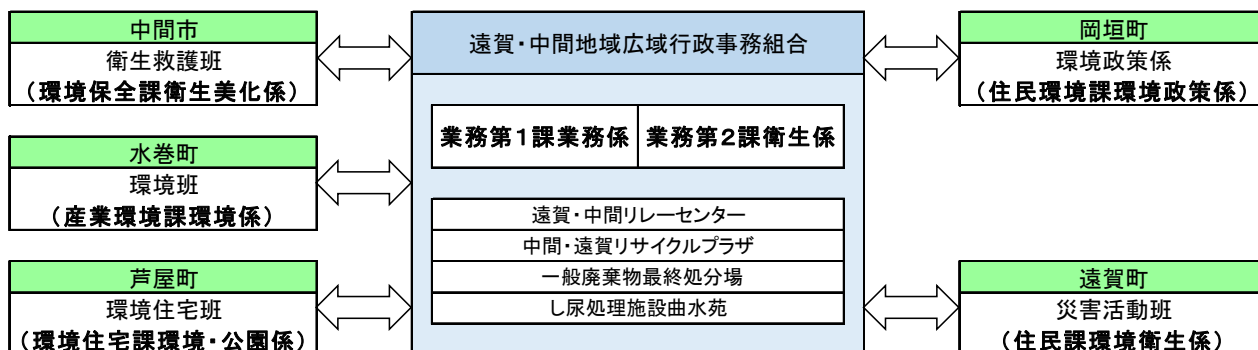 中間市
衛生救護班
（環境保全課衛生美化係）
水巻町
環境班
（産業環境課環境係）
芦屋町
環境住宅班
（環境住宅課環境・公園係）
遠賀・中間地域広域行政事務組合
業務第１課業務係
業務第２課衛生係
遠賀・中間リレーセンター
中間・遠賀リサイクルプラザ
一般廃棄物最終処分場
し尿処理施設曲水苑
岡垣町
環境政策係
（住民環境課環境政策係）
遠賀町
災害活動班
（住民課環境衛生係）